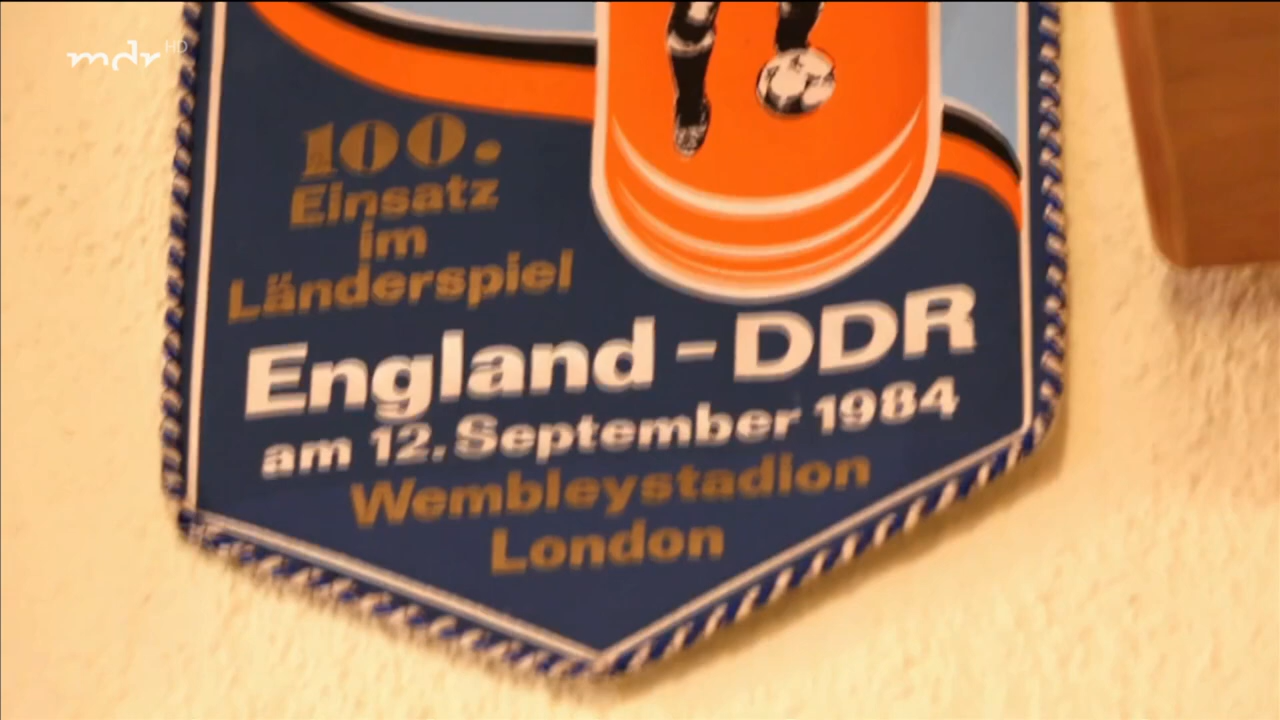 mdr HD
100.
Einsatz
im
Länderspiel
England - DDR
am 12. September 1984
Wembleystadion
London